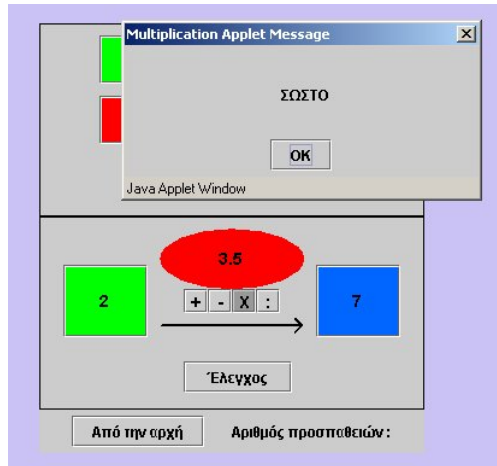 Multiplication Applet Message
ΣΩΣΤΟ
OK
Java Applet Window
3.5
2
+ - X :
7
Έλεγχος
Από την αρχή
Αριθμός προσπαθειών :